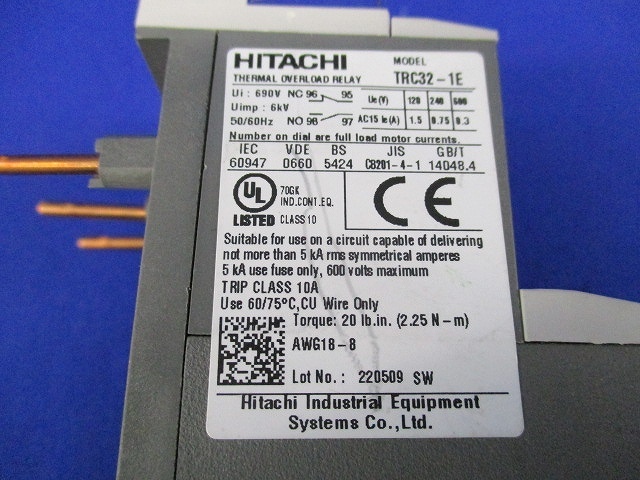 HITACHI MODEL
THERMAL OVERLOAD RELAY TRC32-1E
Ui : 690V NC 96 95 Ue(V) 120 240 600
Uimp : 6kV
50/60Hz NO 98 97 AC15 Ie(A) 1.5 0.75 0.3
Number on dial are full load motor currents.
IEC VDE BS JIS GB/T
60947 0660 5424 C8201-4-1 14048.4
UL 70GK
IND.CONT.EQ.
LISTED CLASS 10
CE
Suitable for use on a circuit capable of delivering
not more than 5 kA rms symmetrical amperes
5 kA use fuse only, 600 volts maximum
TRIP CLASS 10A
Use 60/75°C,CU Wire Only
Torque: 20 lb.in. (2.25 N-m)
AWG18-8
Lot No.: 220509 SW
Hitachi Industrial Equipment
Systems Co.,Ltd.